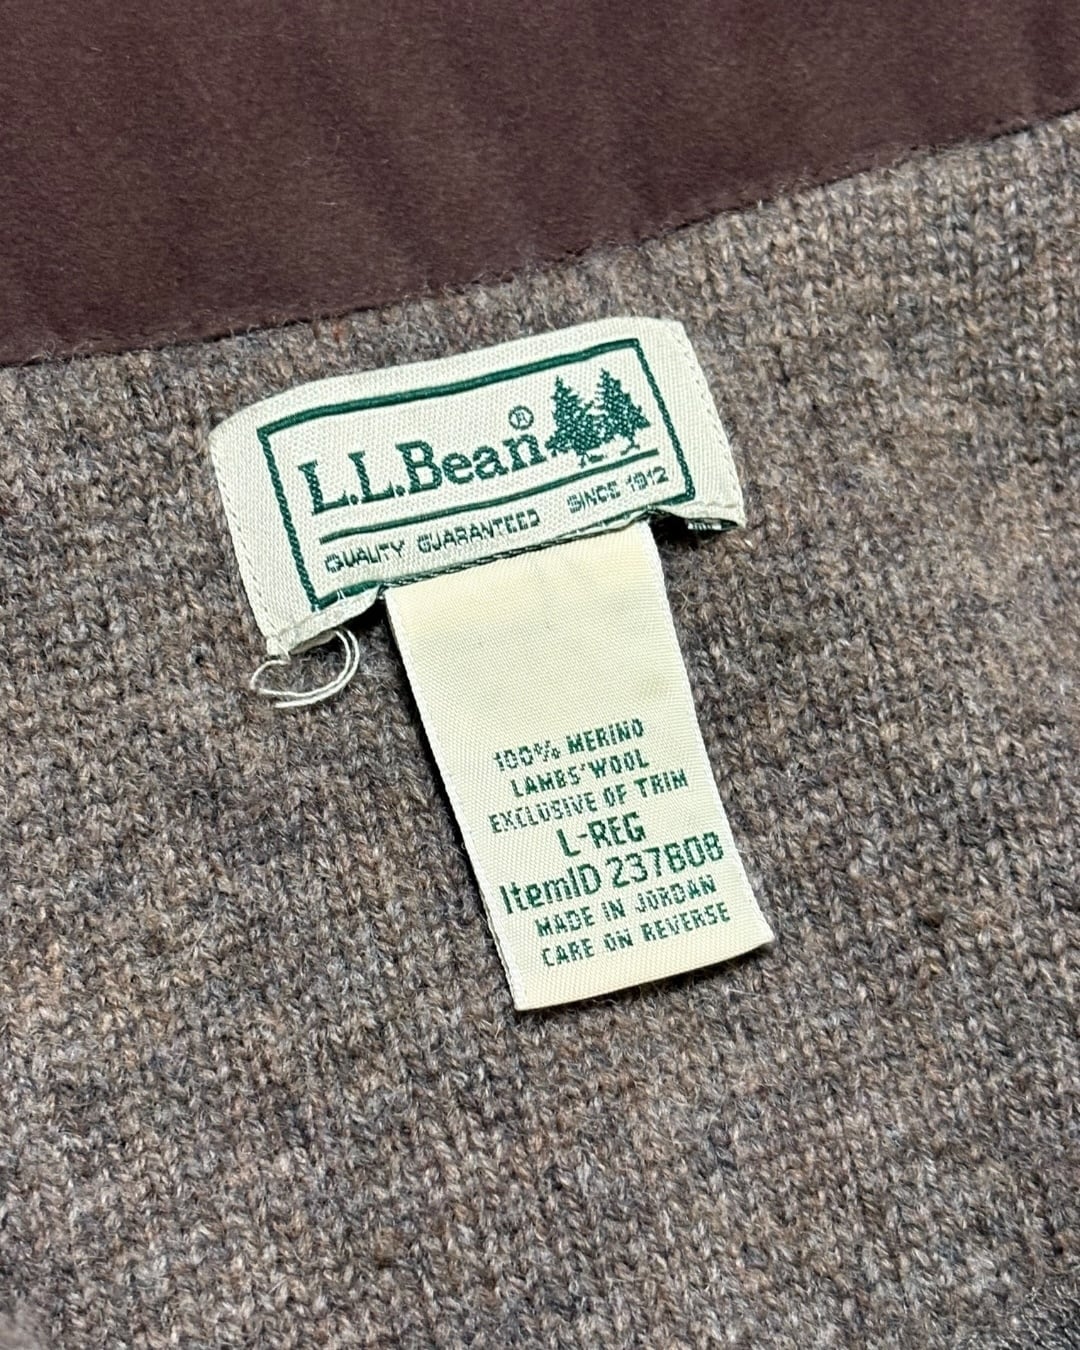 L.L.Bean®
QUALITY GUARANTEED SINCE 1912
100% MERINO
LAMBS'WOOL
EXCLUSIVE OF TRIM
L-REG
ItemID 237608
MADE IN JORDAN
CARE ON REVERSE